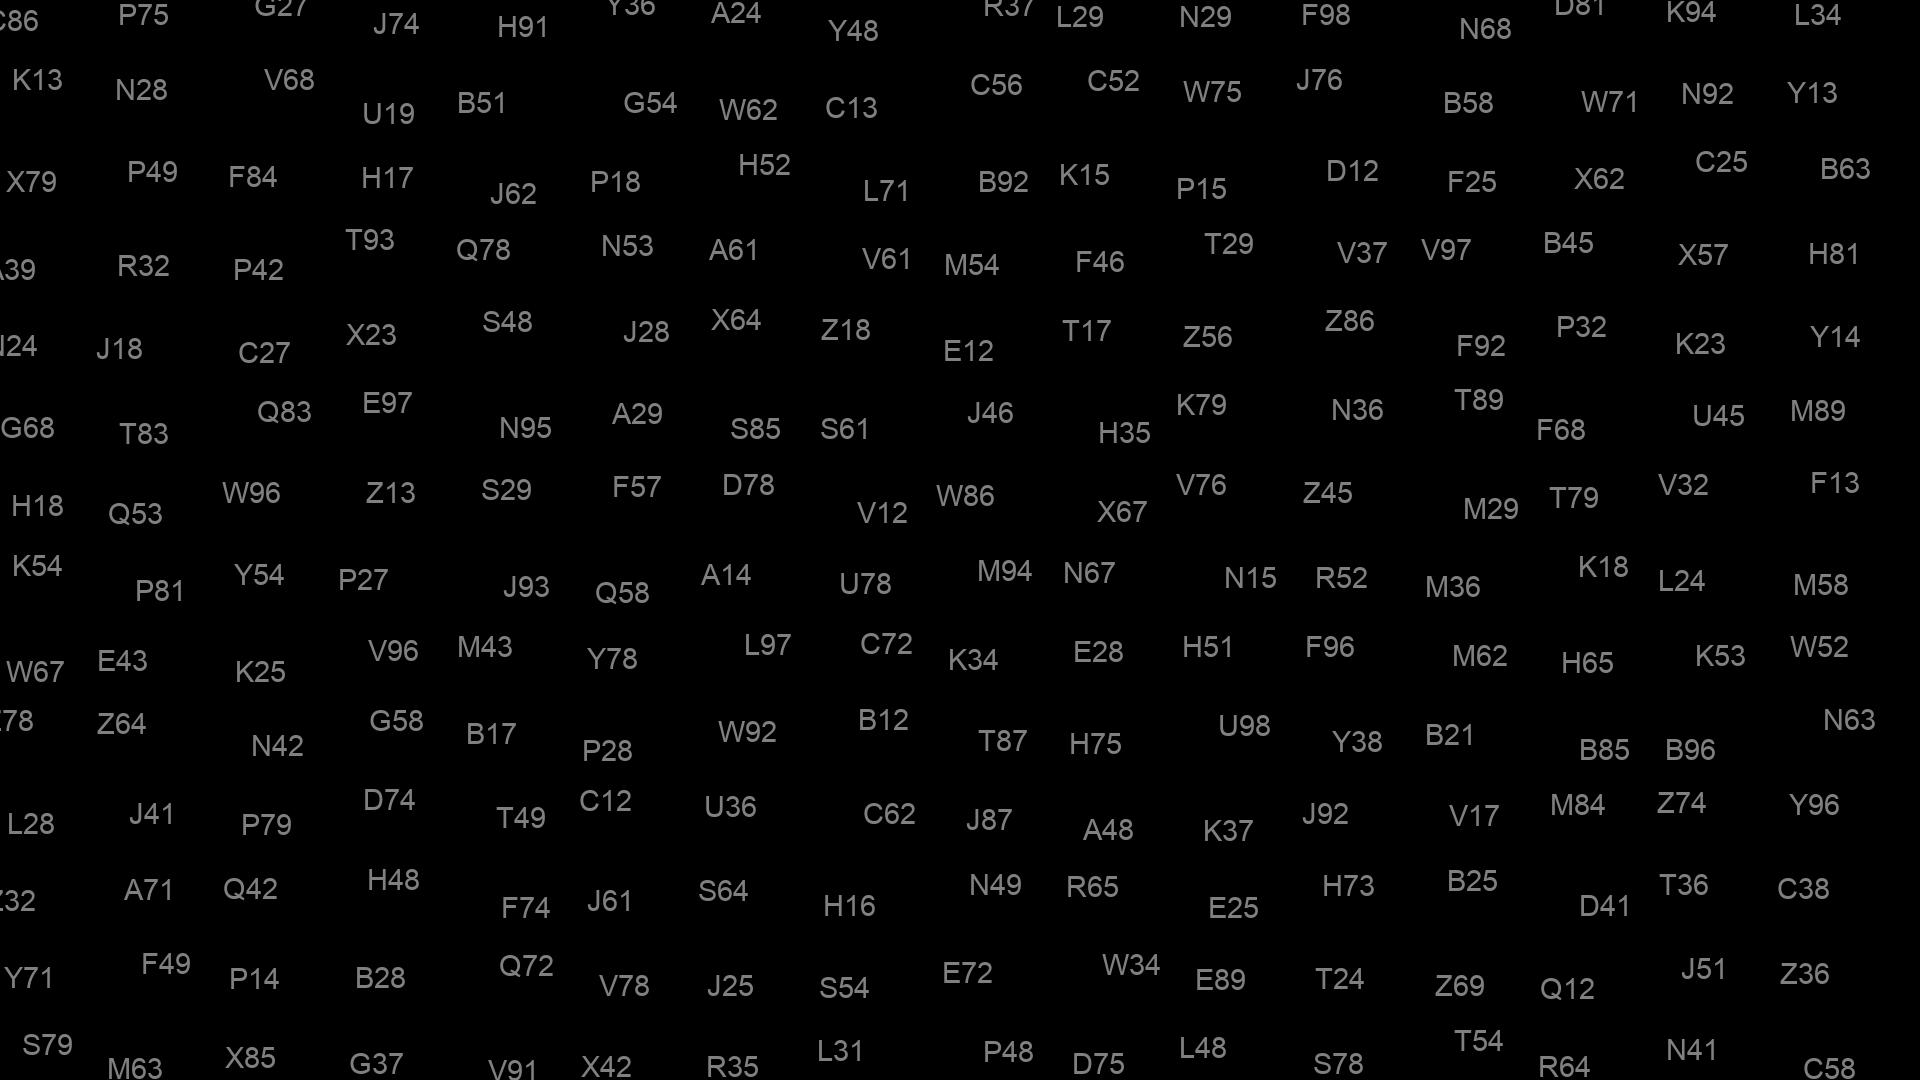 P75 G27 J74 H91 Y36 A24 Y48 R37 L29 N29 F98 N68 D81 K94 L34
K13 N28 V68 U19 B51 G54 W62 C13 C56 C52 W75 J76 B58 W71 N92 Y13
X79 P49 F84 H17 J62 P18 H52 L71 B92 K15 P15 D12 F25 X62 C25 B63
R32 P42 T93 Q78 N53 A61 V61 M54 F46 T29 V37 V97 B45 X57 H81
J18 C27 X23 S48 J28 X64 Z18 E12 T17 Z56 Z86 F92 P32 K23 Y14
G68 T83 Q83 E97 N95 A29 S85 S61 J46 H35 K79 N36 T89 F68 U45 M89
H18 Q53 W96 Z13 S29 F57 D78 V12 W86 X67 V76 Z45 M29 T79 V32 F13
K54 P81 Y54 P27 J93 Q58 A14 U78 M94 N67 N15 R52 M36 K18 L24 M58
W67 E43 K25 V96 M43 Y78 L97 C72 K34 E28 H51 F96 M62 H65 K53 W52
Z64 N42 G58 B17 P28 W92 B12 T87 H75 U98 Y38 B21 B85 B96 N63
L28 J41 P79 D74 T49 C12 U36 C62 J87 A48 K37 J92 V17 M84 Z74 Y96
A71 Q42 H48 F74 J61 S64 H16 N49 R65 E25 H73 B25 D41 T36 C38
Y71 F49 P14 B28 Q72 V78 J25 S54 E72 W34 E89 T24 Z69 Q12 J51 Z36
S79 M63 X85 G37 V91 X42 R35 L31 P48 D75 L48 S78 T54 R64 N41 C58